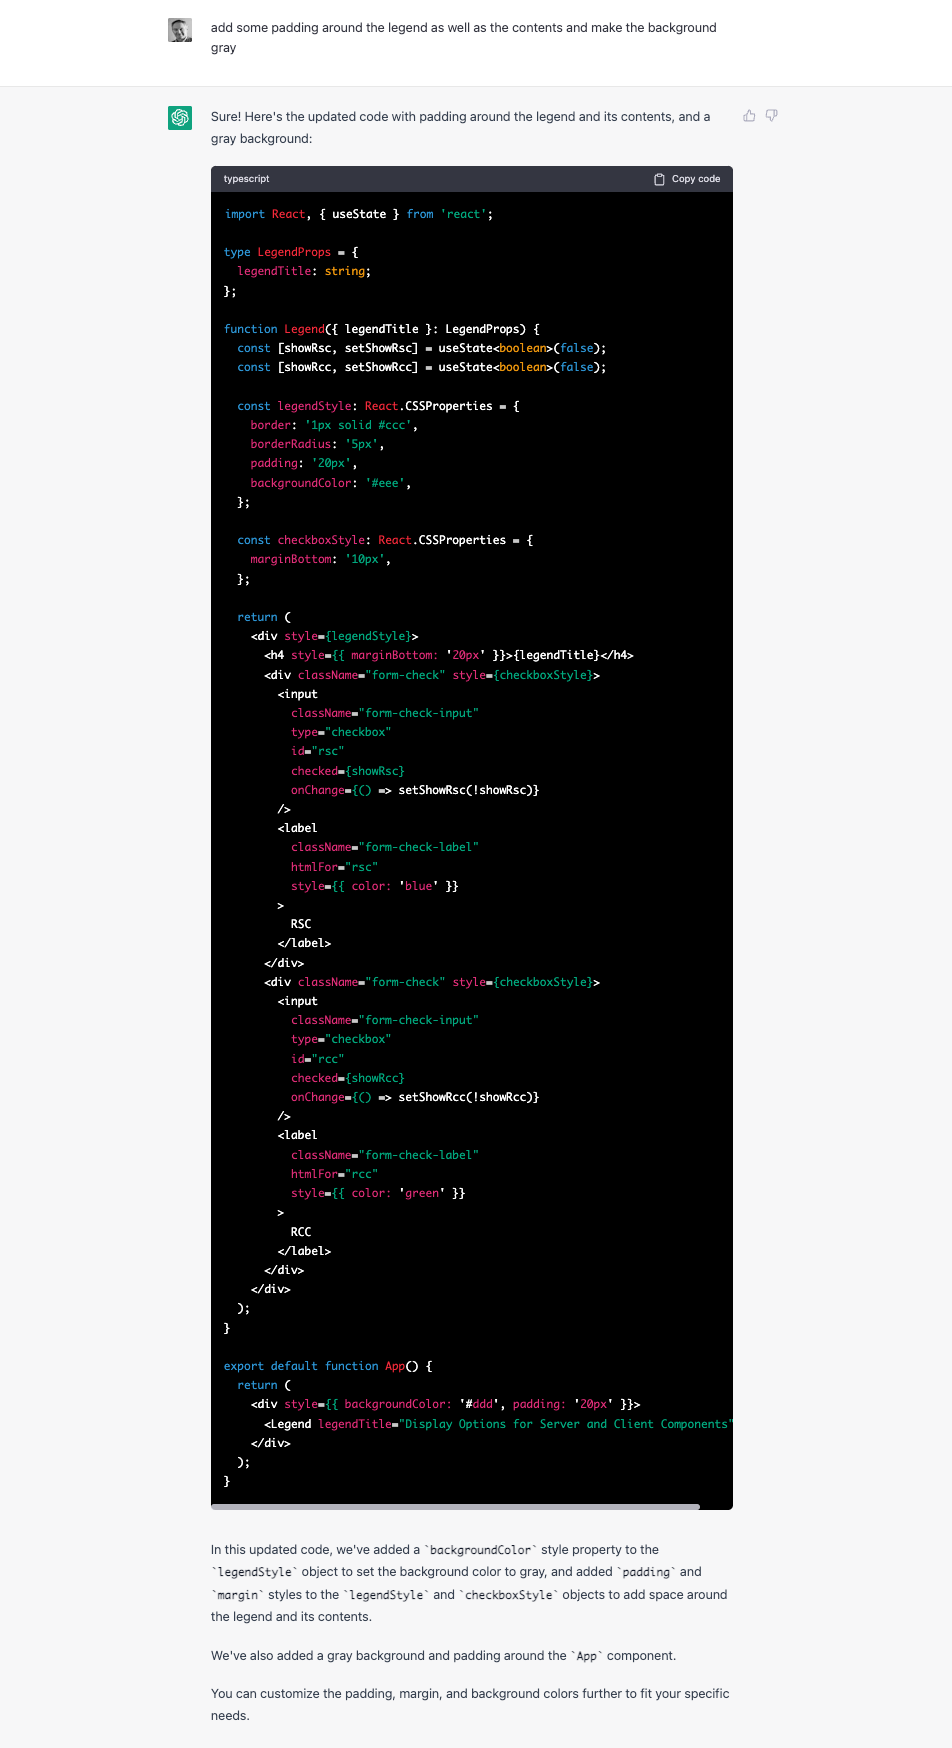 add some padding around the legend as well as the contents and make the background
gray
Sure! Here's the updated code with padding around the legend and its contents, and a
gray background:
typescript Copy code
import React, { useState } from 'react';
type LegendProps = {
  legendTitle: string;
};
function Legend({ legendTitle }: LegendProps) {
  const [showRsc, setShowRsc] = useState<boolean>(false);
  const [showRcc, setShowRcc] = useState<boolean>(false);
  const legendStyle: React.CSSProperties = {
    border: '1px solid #ccc',
    borderRadius: '5px',
    padding: '20px',
    backgroundColor: '#eee',
  };
  const checkboxStyle: React.CSSProperties = {
    marginBottom: '10px',
  };
  return (
    <div style={legendStyle}>
      <h4 style={{ marginBottom: '20px' }}>{legendTitle}</h4>
      <div className="form-check" style={checkboxStyle}>
        <input
          className="form-check-input"
          type="checkbox"
          id="rsc"
          checked={showRsc}
          onChange={() => setShowRsc(!showRsc)}
        />
        <label
          className="form-check-label"
          htmlFor="rsc"
          style={{ color: 'blue' }}
        >
          RSC
        </label>
      </div>
      <div className="form-check" style={checkboxStyle}>
        <input
          className="form-check-input"
          type="checkbox"
          id="rcc"
          checked={showRcc}
          onChange={() => setShowRcc(!showRcc)}
        />
        <label
          className="form-check-label"
          htmlFor="rcc"
          style={{ color: 'green' }}
        >
          RCC
        </label>
      </div>
    </div>
  );
}
export default function App() {
  return (
    <div style={{ backgroundColor: '#ddd', padding: '20px' }}>
      <Legend legendTitle="Display Options for Server and Client Components"
    </div>
  );
}
In this updated code, we've added a `backgroundColor` style property to the
`legendStyle` object to set the background color to gray, and added `padding` and
`margin` styles to the `legendStyle` and `checkboxStyle` objects to add space around
the legend and its contents.
We've also added a gray background and padding around the `App` component.
You can customize the padding, margin, and background colors further to fit your specific
needs.